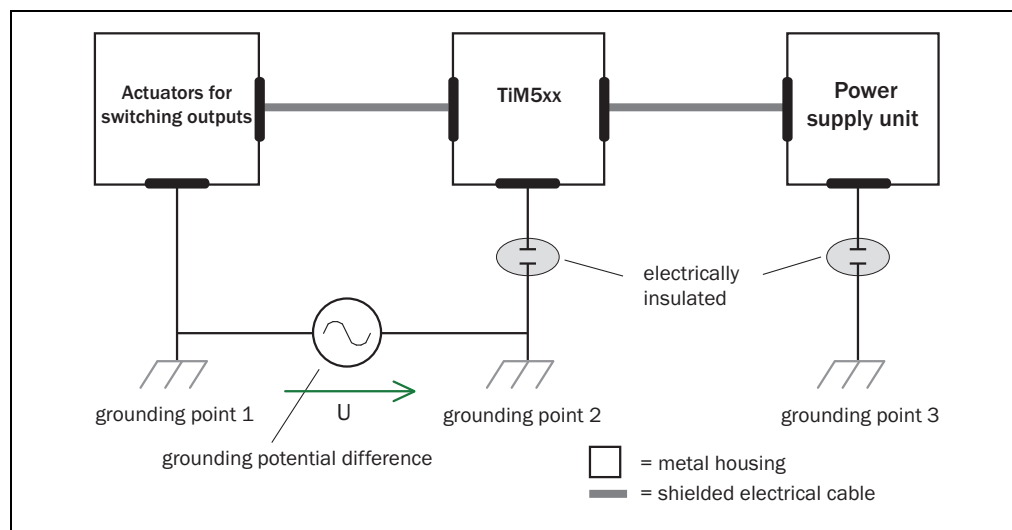 Actuators for
switching outputs
TiM5xx
Power
supply unit
electrically
insulated
grounding point 1
U
grounding point 2
grounding point 3
grounding potential difference
= metal housing
= shielded electrical cable